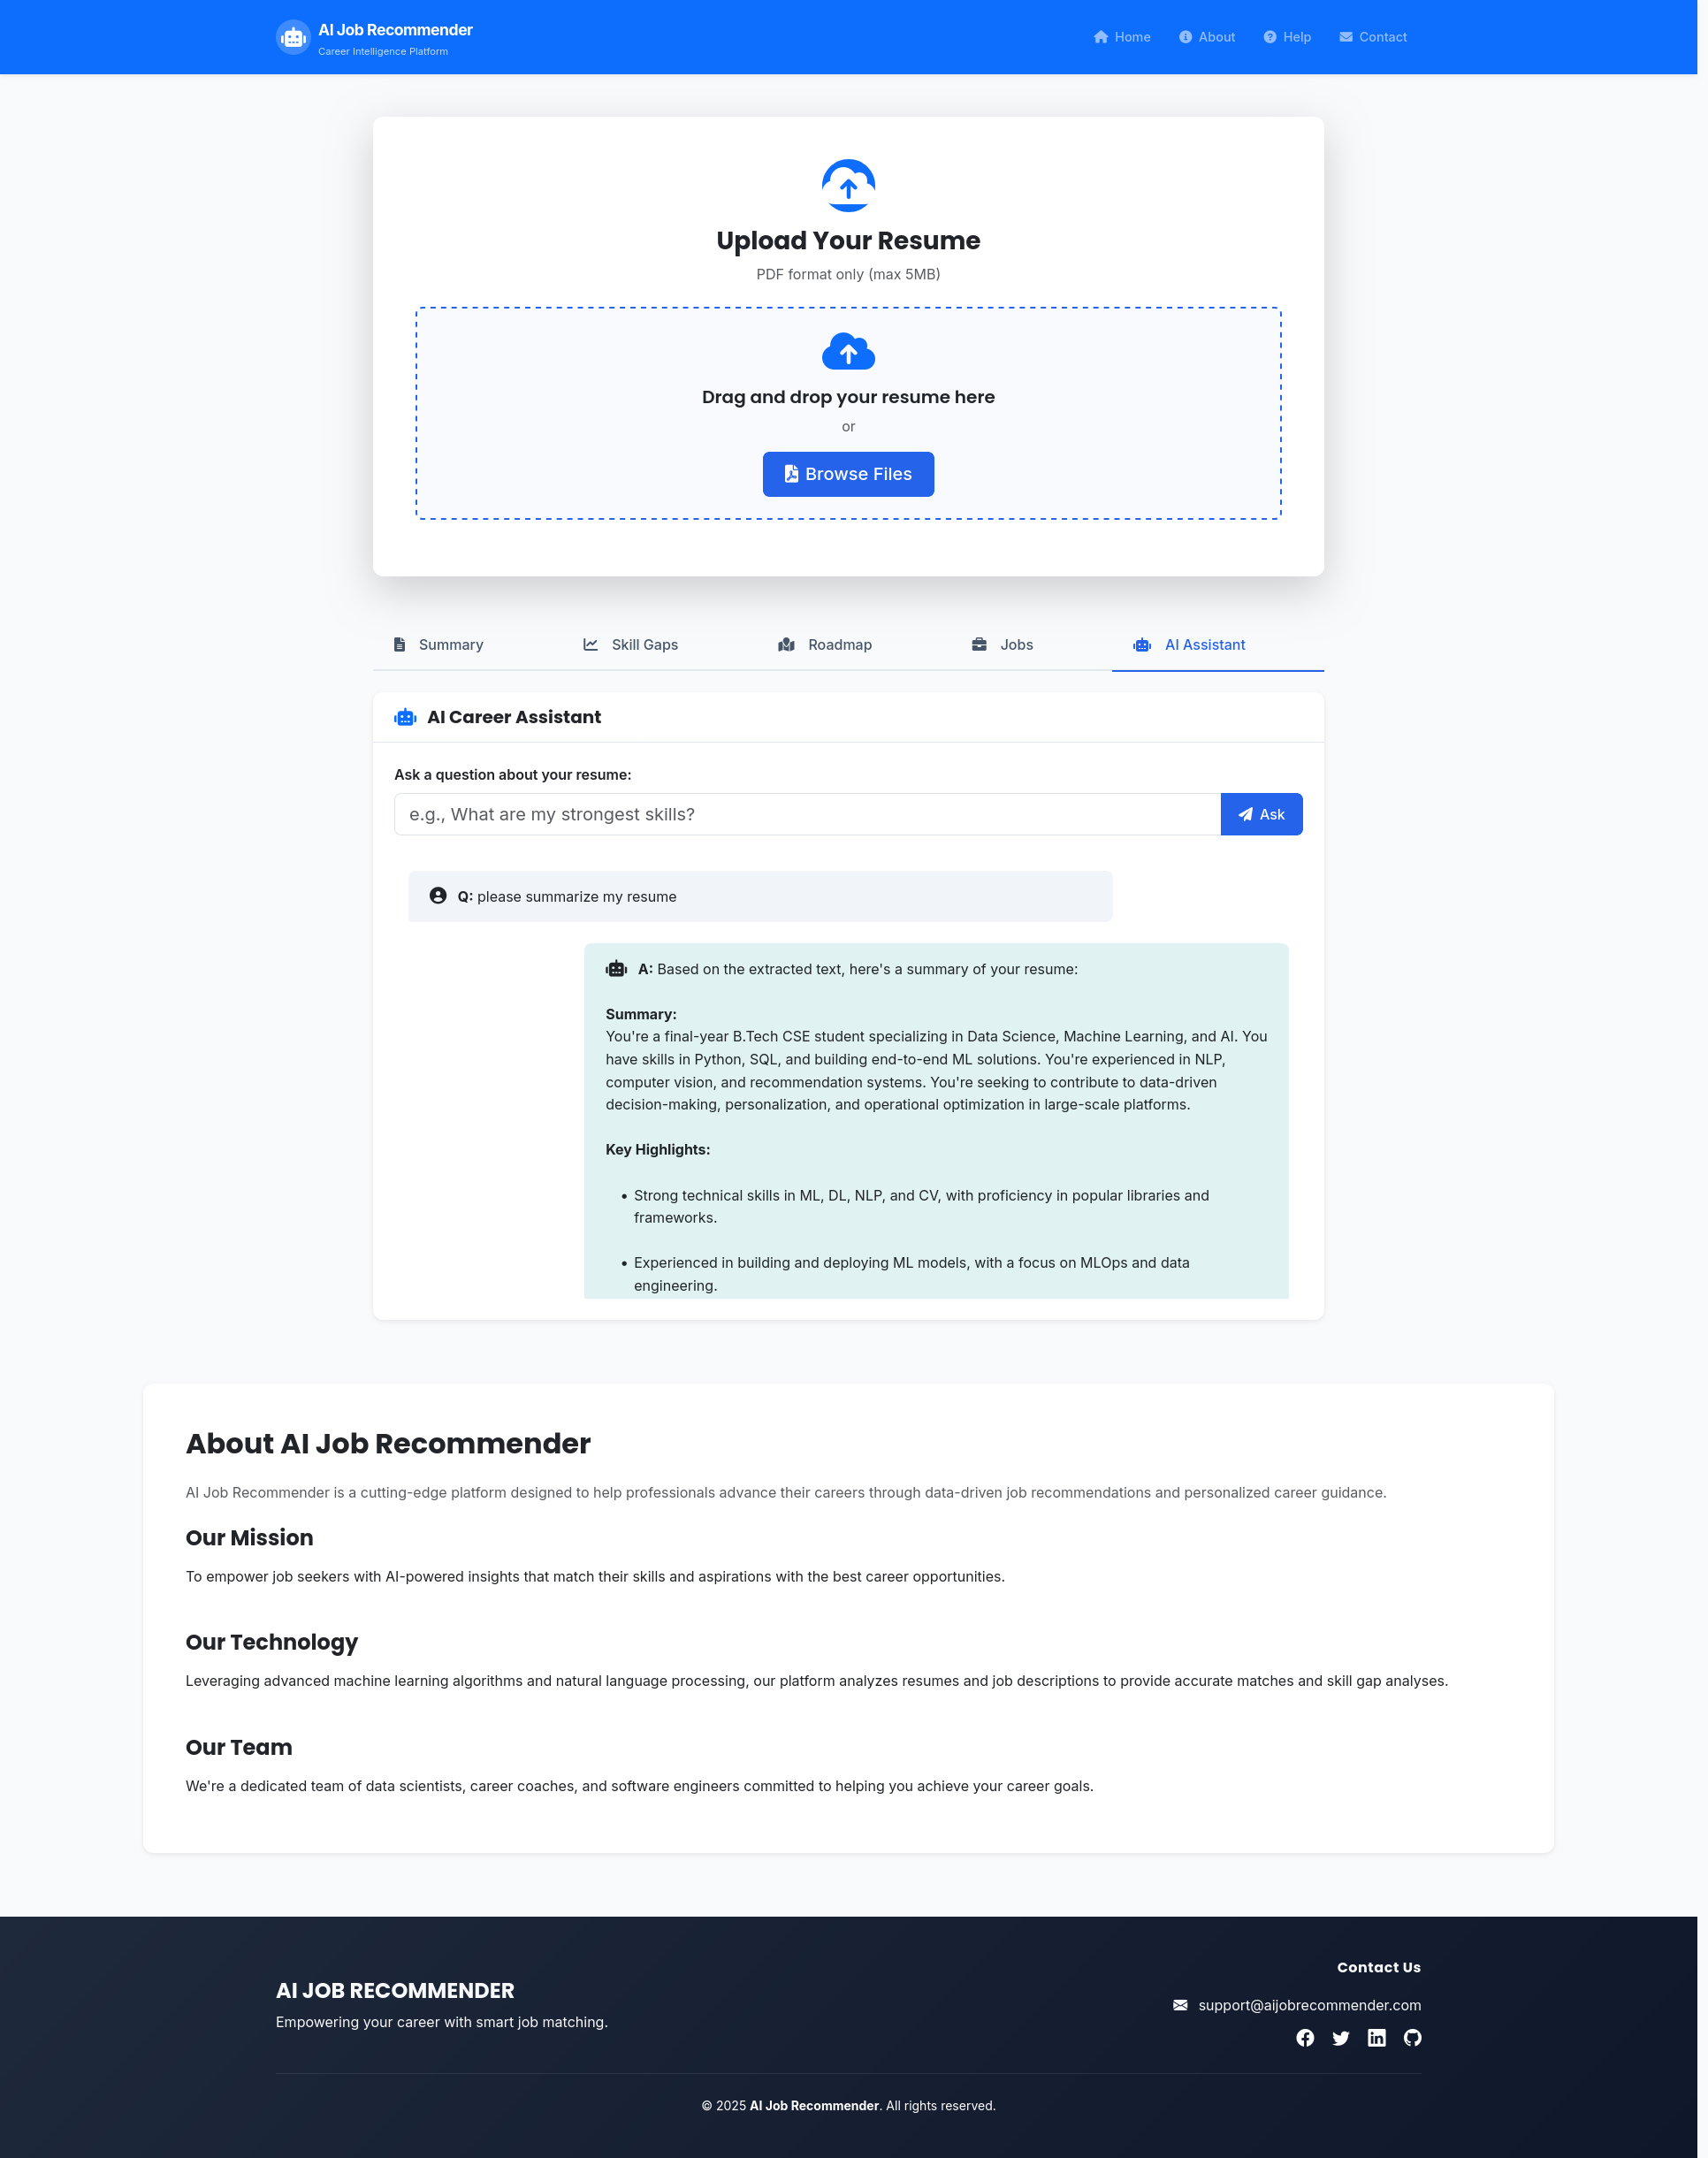 AI Job Recommender
Career Intelligence Platform
Home
About
Help
Contact
Upload Your Resume
PDF format only (max 5MB)
Drag and drop your resume here
or
Browse Files
Summary
Skill Gaps
Roadmap
Jobs
AI Assistant
AI Career Assistant
Ask a question about your resume:
e.g., What are my strongest skills?
Ask
Q: please summarize my resume
A: Based on the extracted text, here's a summary of your resume:
Summary:
You're a final-year B.Tech CSE student specializing in Data Science, Machine Learning, and AI. You
have skills in Python, SQL, and building end-to-end ML solutions. You're experienced in NLP,
computer vision, and recommendation systems. You're seeking to contribute to data-driven
decision-making, personalization, and operational optimization in large-scale platforms.
Key Highlights:
• Strong technical skills in ML, DL, NLP, and CV, with proficiency in popular libraries and
frameworks.
• Experienced in building and deploying ML models, with a focus on MLOps and data
engineering.
About AI Job Recommender
AI Job Recommender is a cutting-edge platform designed to help professionals advance their careers through data-driven job recommendations and personalized career guidance.
Our Mission
To empower job seekers with AI-powered insights that match their skills and aspirations with the best career opportunities.
Our Technology
Leveraging advanced machine learning algorithms and natural language processing, our platform analyzes resumes and job descriptions to provide accurate matches and skill gap analyses.
Our Team
We're a dedicated team of data scientists, career coaches, and software engineers committed to helping you achieve your career goals.
AI JOB RECOMMENDER
Empowering your career with smart job matching.
Contact Us
support@aijobrecommender.com
© 2025 AI Job Recommender. All rights reserved.